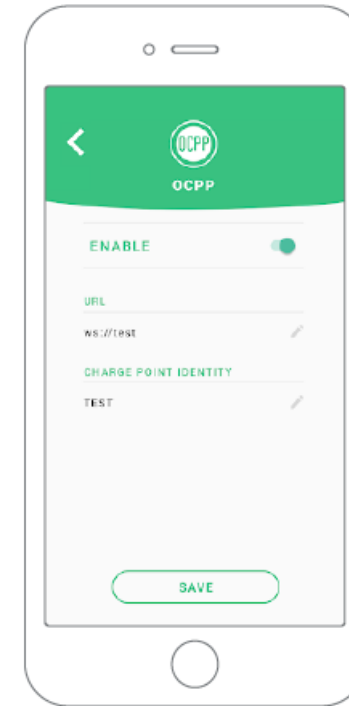 OCPP
OCPP
ENABLE
URL
ws://test
CHARGE POINT IDENTITY
TEST
SAVE